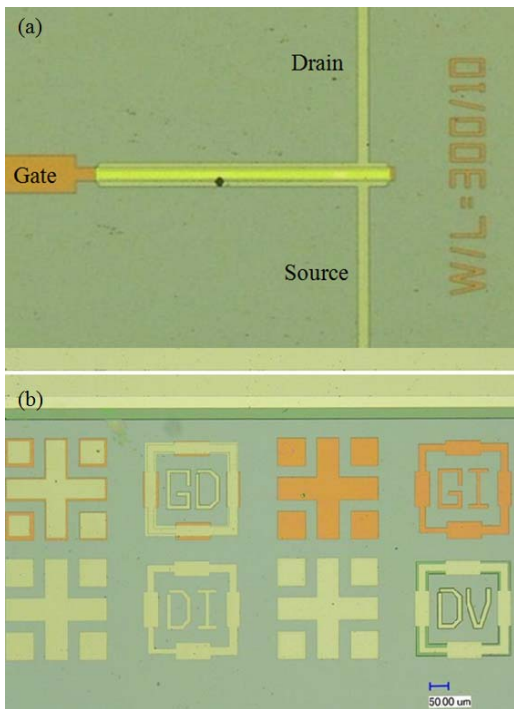 (a)
Drain
Gate
Source
W/L=300/10
(b)
GD
GI
DI
DV
50.00 um